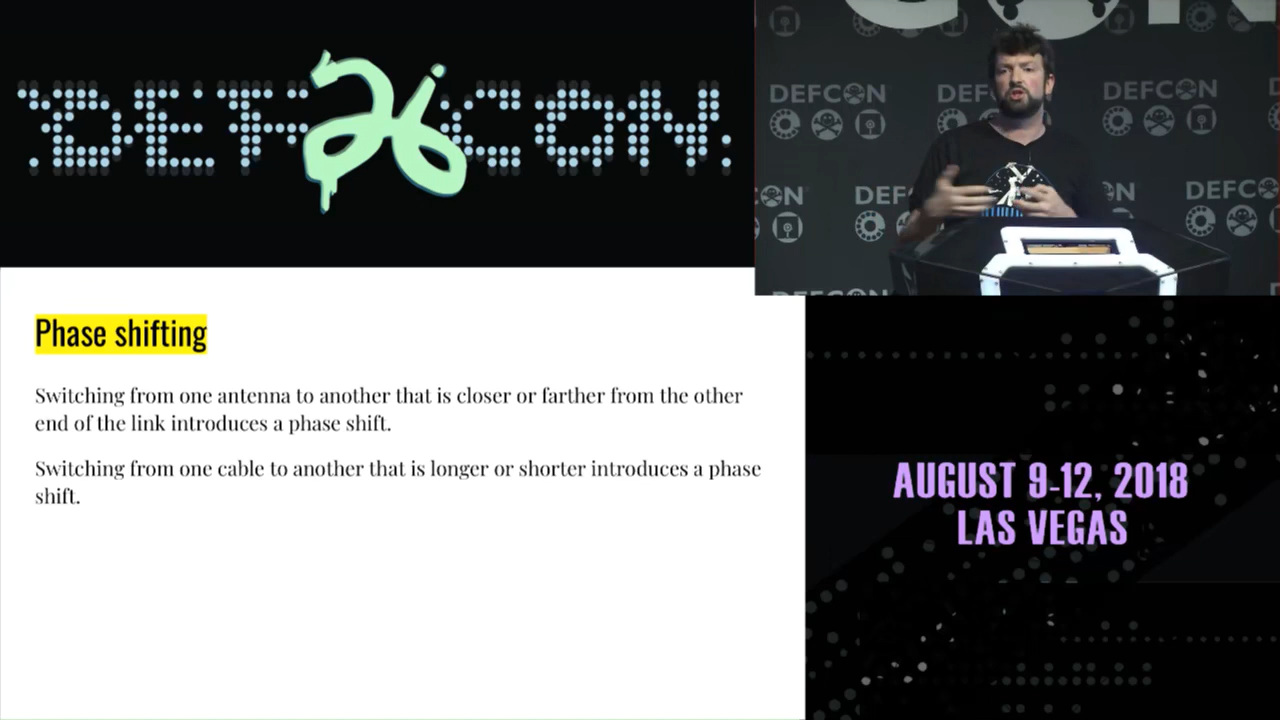 DEF CON 26
CON
DEFCON
DEFCON
DEFCON
DEFCON
Phase shifting
Switching from one antenna to another that is closer or farther from the other
end of the link introduces a phase shift.
Switching from one cable to another that is longer or shorter introduces a phase
shift.
AUGUST 9-12, 2018
LAS VEGAS